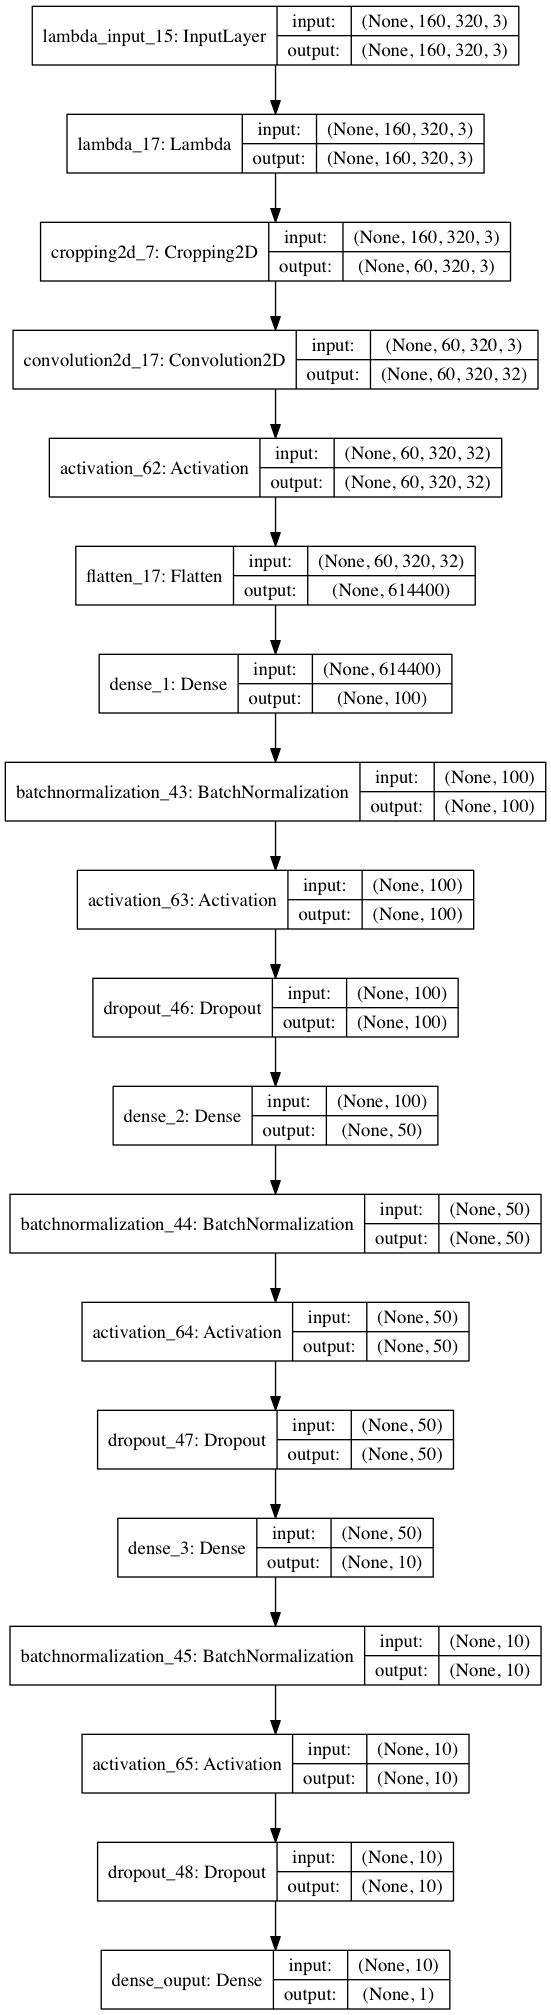 lambda_input_15: InputLayer
input: (None, 160, 320, 3)
output: (None, 160, 320, 3)
lambda_17: Lambda
input: (None, 160, 320, 3)
output: (None, 160, 320, 3)
cropping2d_7: Cropping2D
input: (None, 160, 320, 3)
output: (None, 60, 320, 3)
convolution2d_17: Convolution2D
input: (None, 60, 320, 3)
output: (None, 60, 320, 32)
activation_62: Activation
input: (None, 60, 320, 32)
output: (None, 60, 320, 32)
flatten_17: Flatten
input: (None, 60, 320, 32)
output: (None, 614400)
dense_1: Dense
input: (None, 614400)
output: (None, 100)
batchnormalization_43: BatchNormalization
input: (None, 100)
output: (None, 100)
activation_63: Activation
input: (None, 100)
output: (None, 100)
dropout_46: Dropout
input: (None, 100)
output: (None, 100)
dense_2: Dense
input: (None, 100)
output: (None, 50)
batchnormalization_44: BatchNormalization
input: (None, 50)
output: (None, 50)
activation_64: Activation
input: (None, 50)
output: (None, 50)
dropout_47: Dropout
input: (None, 50)
output: (None, 50)
dense_3: Dense
input: (None, 50)
output: (None, 10)
batchnormalization_45: BatchNormalization
input: (None, 10)
output: (None, 10)
activation_65: Activation
input: (None, 10)
output: (None, 10)
dropout_48: Dropout
input: (None, 10)
output: (None, 10)
dense_ouput: Dense
input: (None, 10)
output: (None, 1)